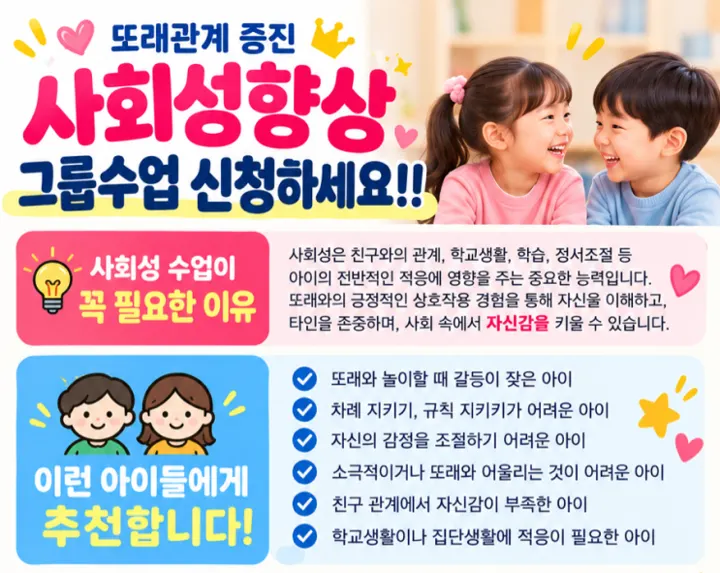 또래관계 증진
사회성향상
그룹수업 신청하세요!!
사회성 수업이
꼭 필요한 이유
사회성은 친구와의 관계, 학교생활, 학습, 정서조절 등
아이의 전반적인 적응에 영향을 주는 중요한 능력입니다.
또래와의 긍정적인 상호작용 경험을 통해 자신울 이해하고,
타인을 존중하며, 사회 속에서 자신감을 키울 수 있습니다.
이런 아이들에게
추천합니다!
또래와 놀이할 때 갈등이 잦은 아이
차례 지키기, 규칙 지키키가 어려운 아이
자신의 감정을 조절하기 어려운 아이
소극적이거나 또래와 어울리는 것이 어려운 아이
친구 관계에서 자신감이 부족한 아이
학교생활이나 집단생활에 적응이 필요한 아이